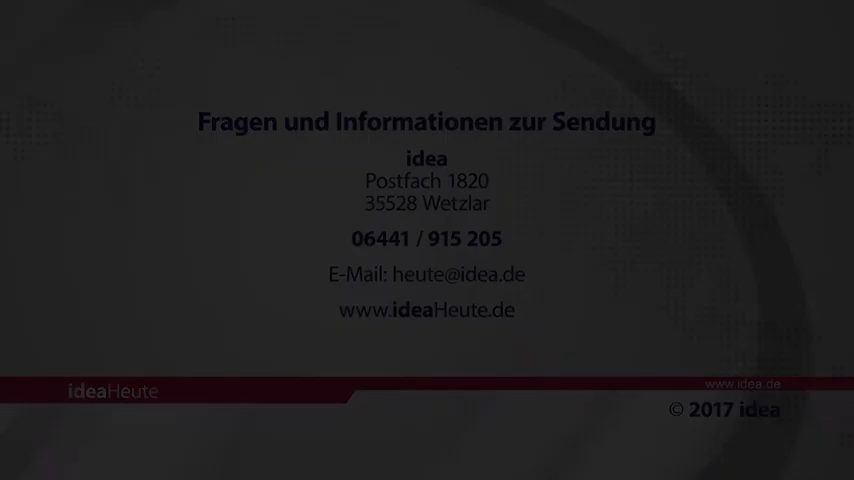 Fragen und Informationen zur Sendung
idea
Postfach 1820
35528 Wetzlar
06441 / 915 205
E-Mail: heute@idea.de
www.ideaHeute.de
www.idea.de
ideaHeute
© 2017 idea